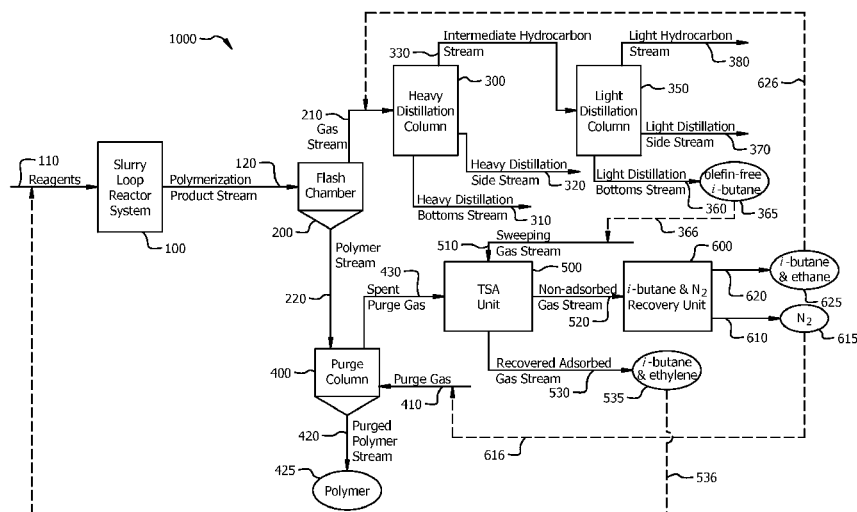 1000
110
Reagents
Slurry
Loop
Reactor
System
100
120
Polymerization
Product Stream
210
Gas
Stream
Flash
Chamber
200
Polymer
Stream
220
330
Intermediate Hydrocarbon
Stream
300
Heavy
Distillation
Column
Heavy Distillation
Side Stream
320
Heavy Distillation
Bottoms Stream
310
Light Hydrocarbon
Stream
380
350
Light
Distillation
Column
Light Distillation
Side Stream
370
Light Distillation
Bottoms Stream
360
olefin-free
i-butane
365
366
626
510
Sweeping
Gas Stream
500
TSA
Unit
430
Spent
Purge Gas
Non-adsorbed
Gas Stream
520
600
i-butane & N2
Recovery Unit
620
i-butane
& ethane
625
610
N2
615
Recovered Adsorbed
Gas Stream
530
i-butane
& ethylene
535
536
616
400
Purge
Column
Purge Gas
410
420
Purged
Polymer
Stream
425
Polymer